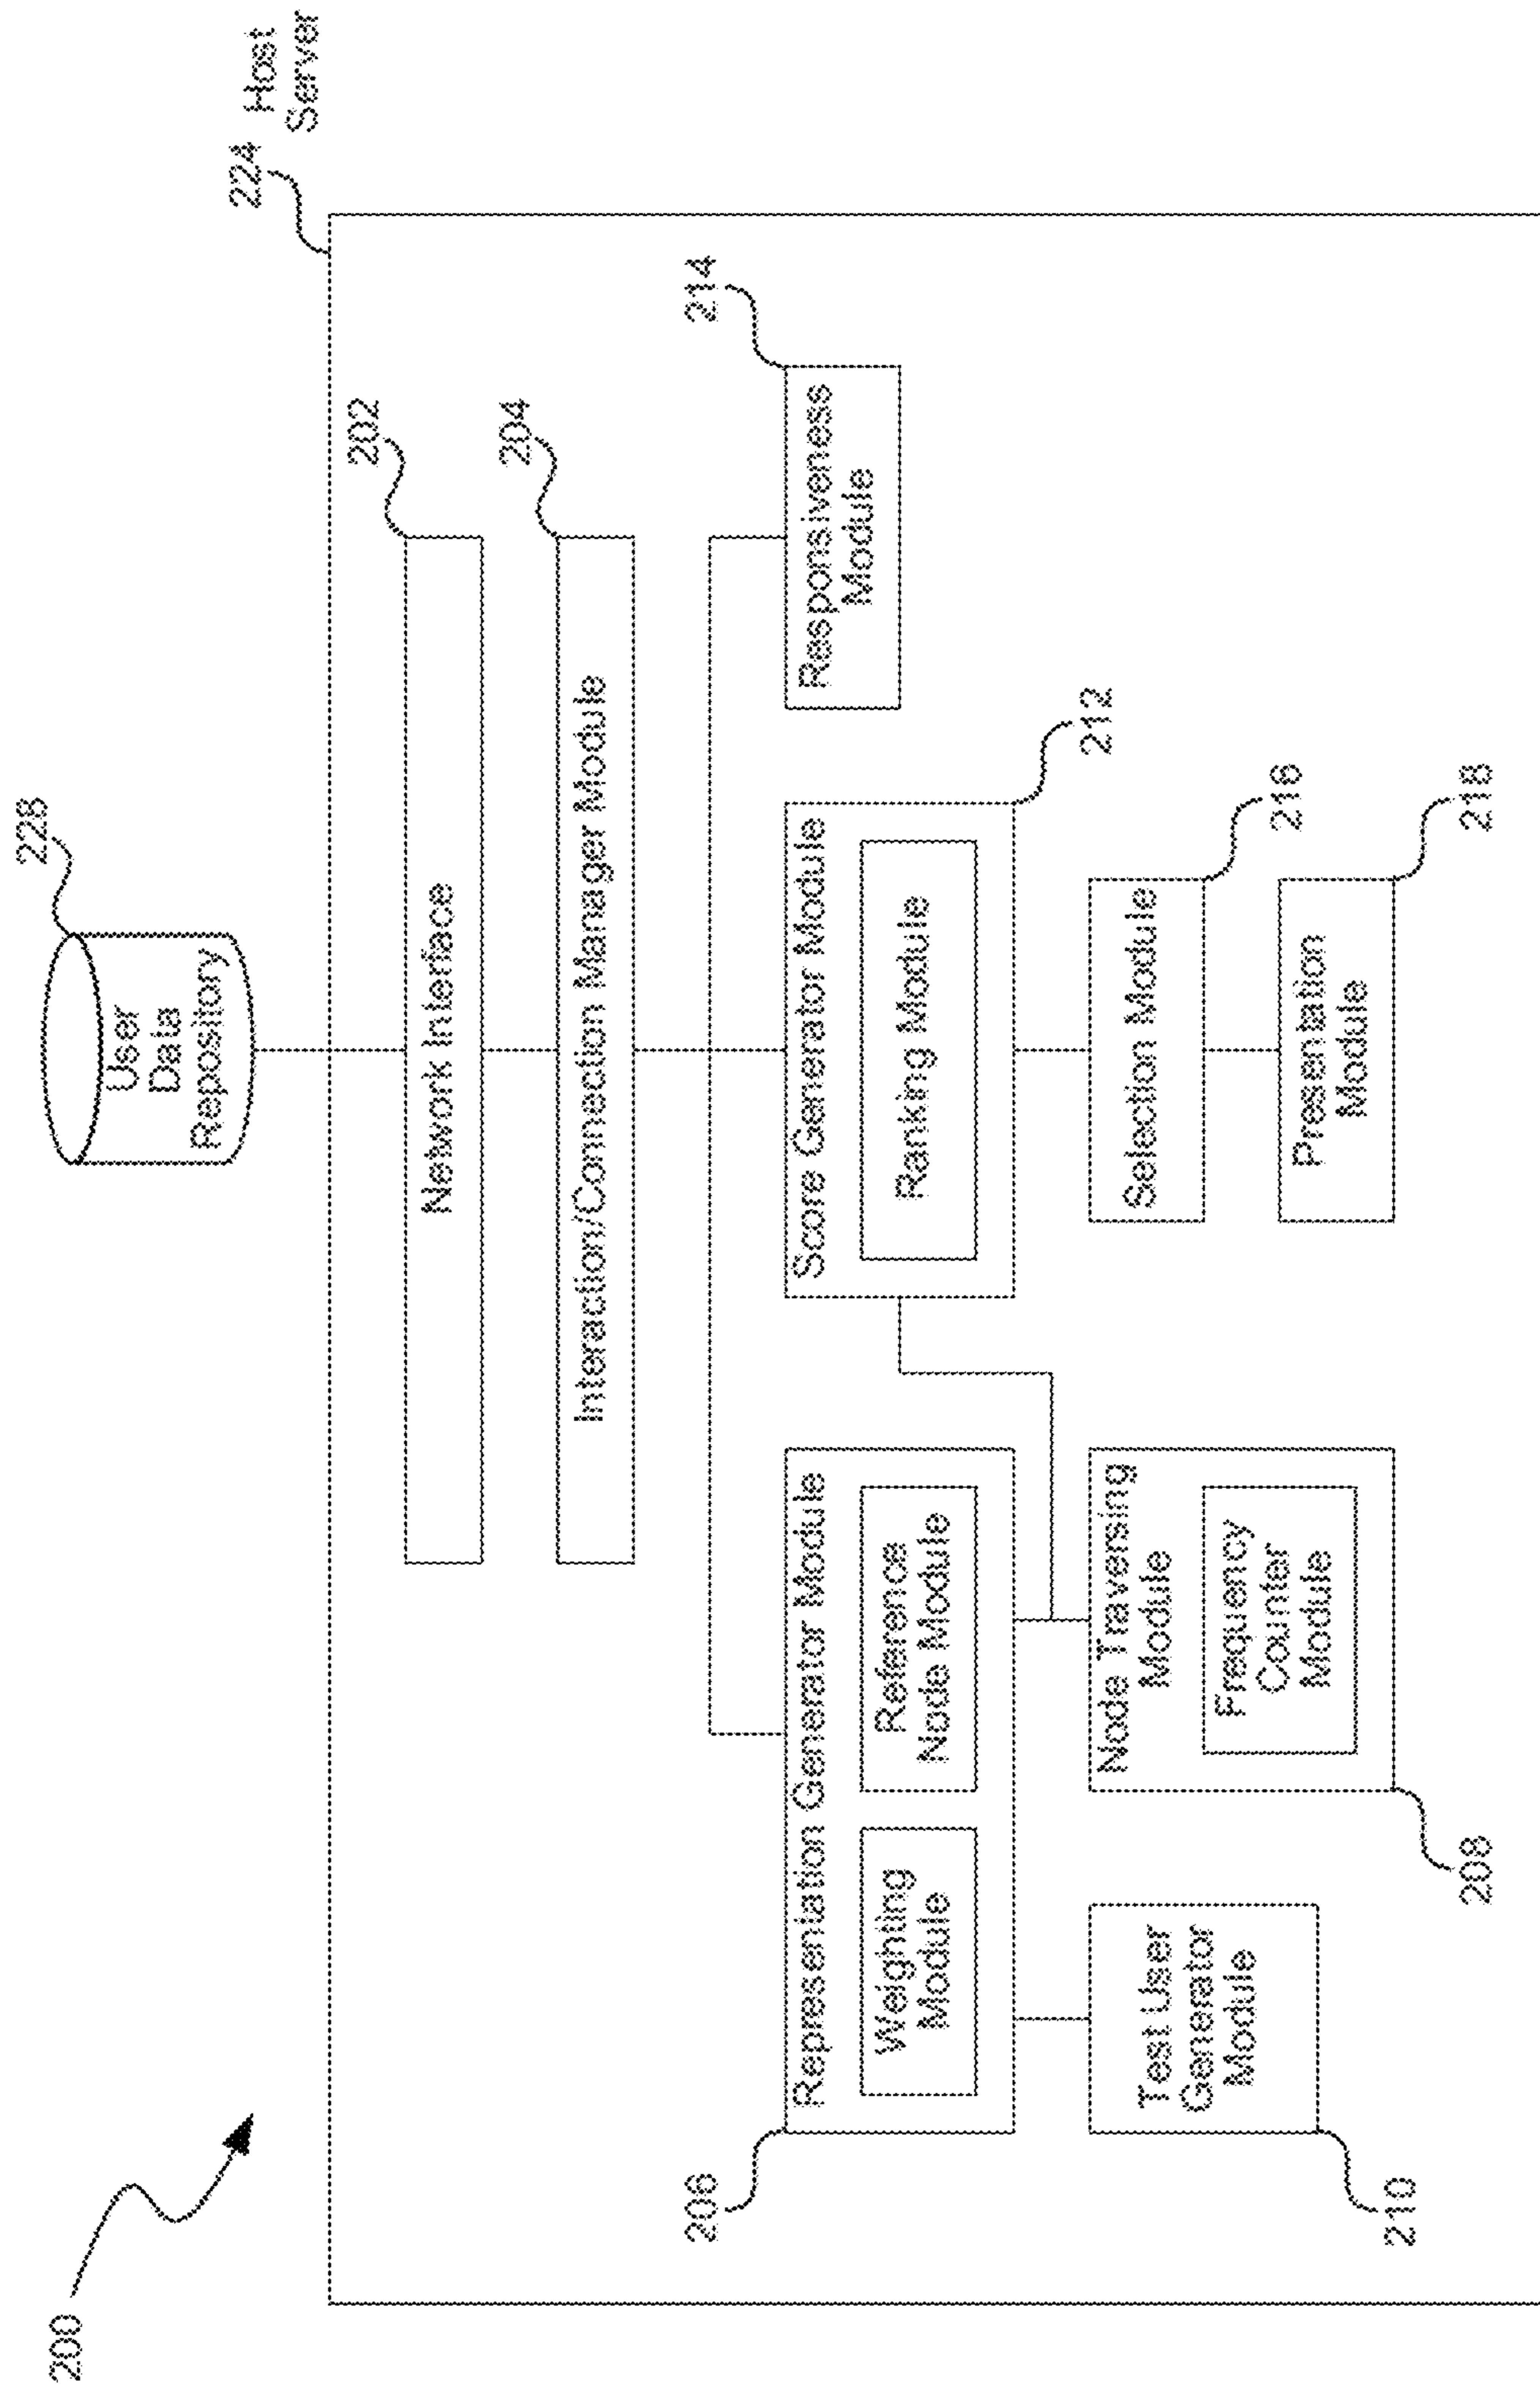 200
228
User
Data
Repository
224
Host
Server
202
Network Interface
204
Interaction/Connection Manager Module
206
Representation Generator Module
Weighting
Module
Reference
Node Module
Score Generator Module
Ranking Module
212
214
Responsiveness
Module
210
Test User
Generator
Module
208
Node Traversing
Module
Frequency
Counter
Module
Selection Module
216
Presentation
Module
218